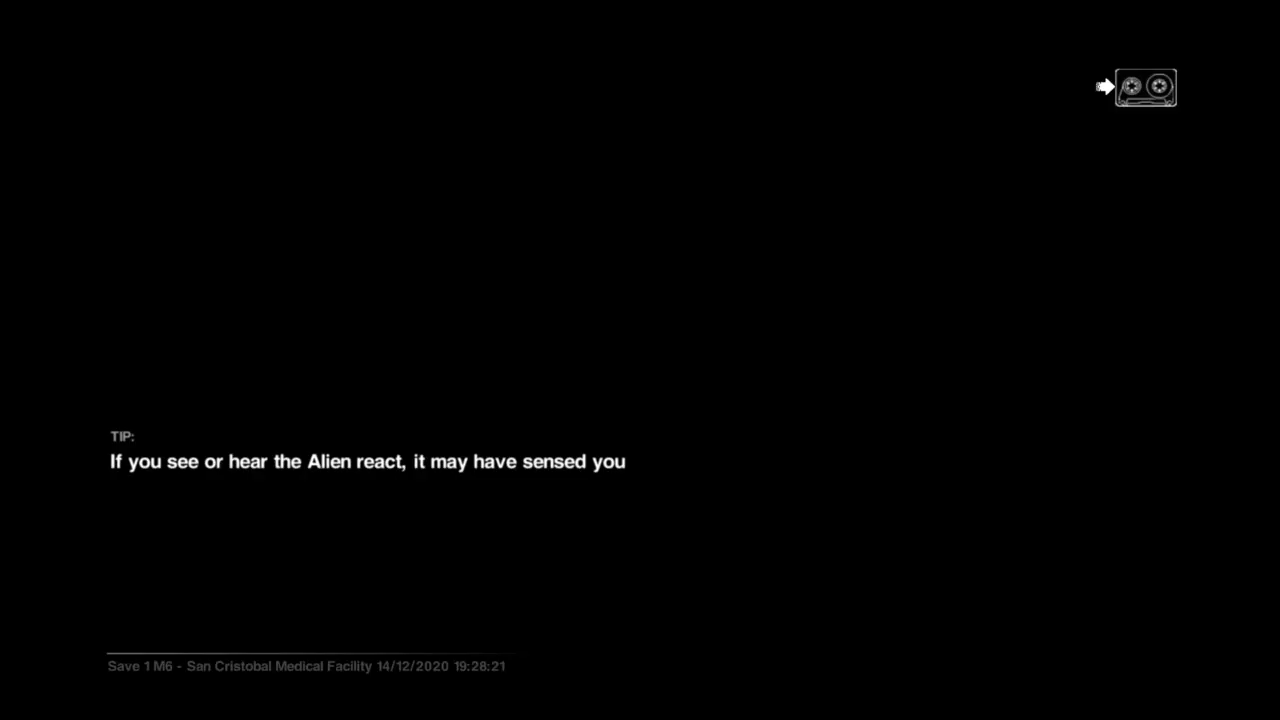 TIP:
If you see or hear the Alien react, it may have sensed you
Save 1 M6 - San Cristobal Medical Facility 14/12/2020 19:28:21